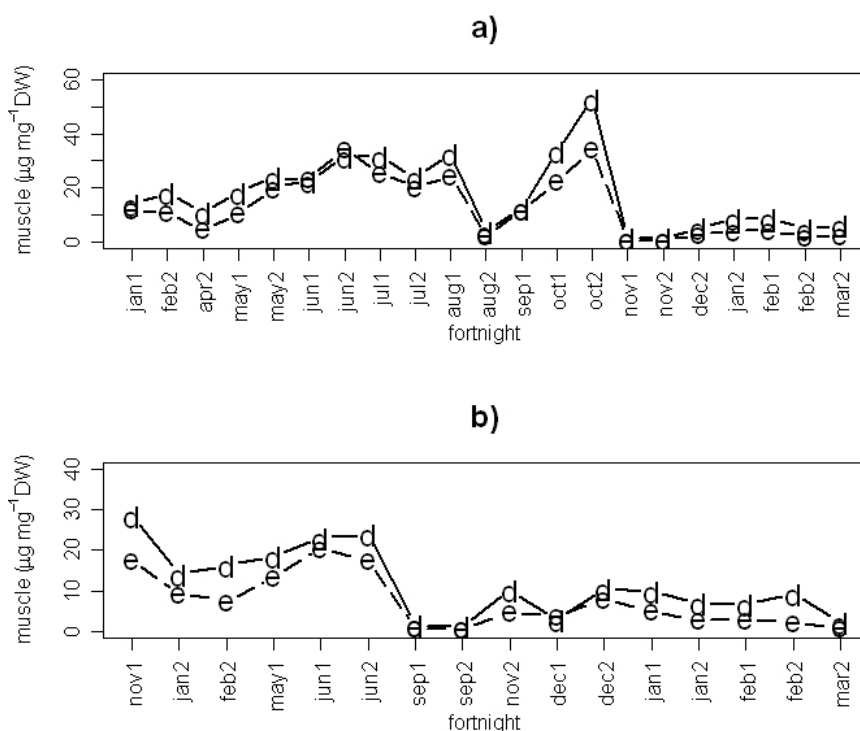 a)
muscle (µg mg⁻¹DW)
60
40
20
0
d d d d d d d d d d d d d d d d d d d d d
e e e e e e e e e e e e e e e e e e e e e
jan1 feb2 apr2 may1 may2 jun1 jun2 jul1 jul2 aug1 aug2 sep1 oct1 oct2 nov1 nov2 dec2 jan2 feb1 feb2 mar2
fortnight
b)
muscle (µg mg⁻¹DW)
40
30
20
10
0
d d d d d d d d d d d d d d d d
e e e e e e e e e e e e e e e e
nov1 jan2 feb2 may1 jun1 jun2 sep1 sep2 nov2 dec1 dec2 jan1 jan2 feb1 feb2 mar2
fortnight